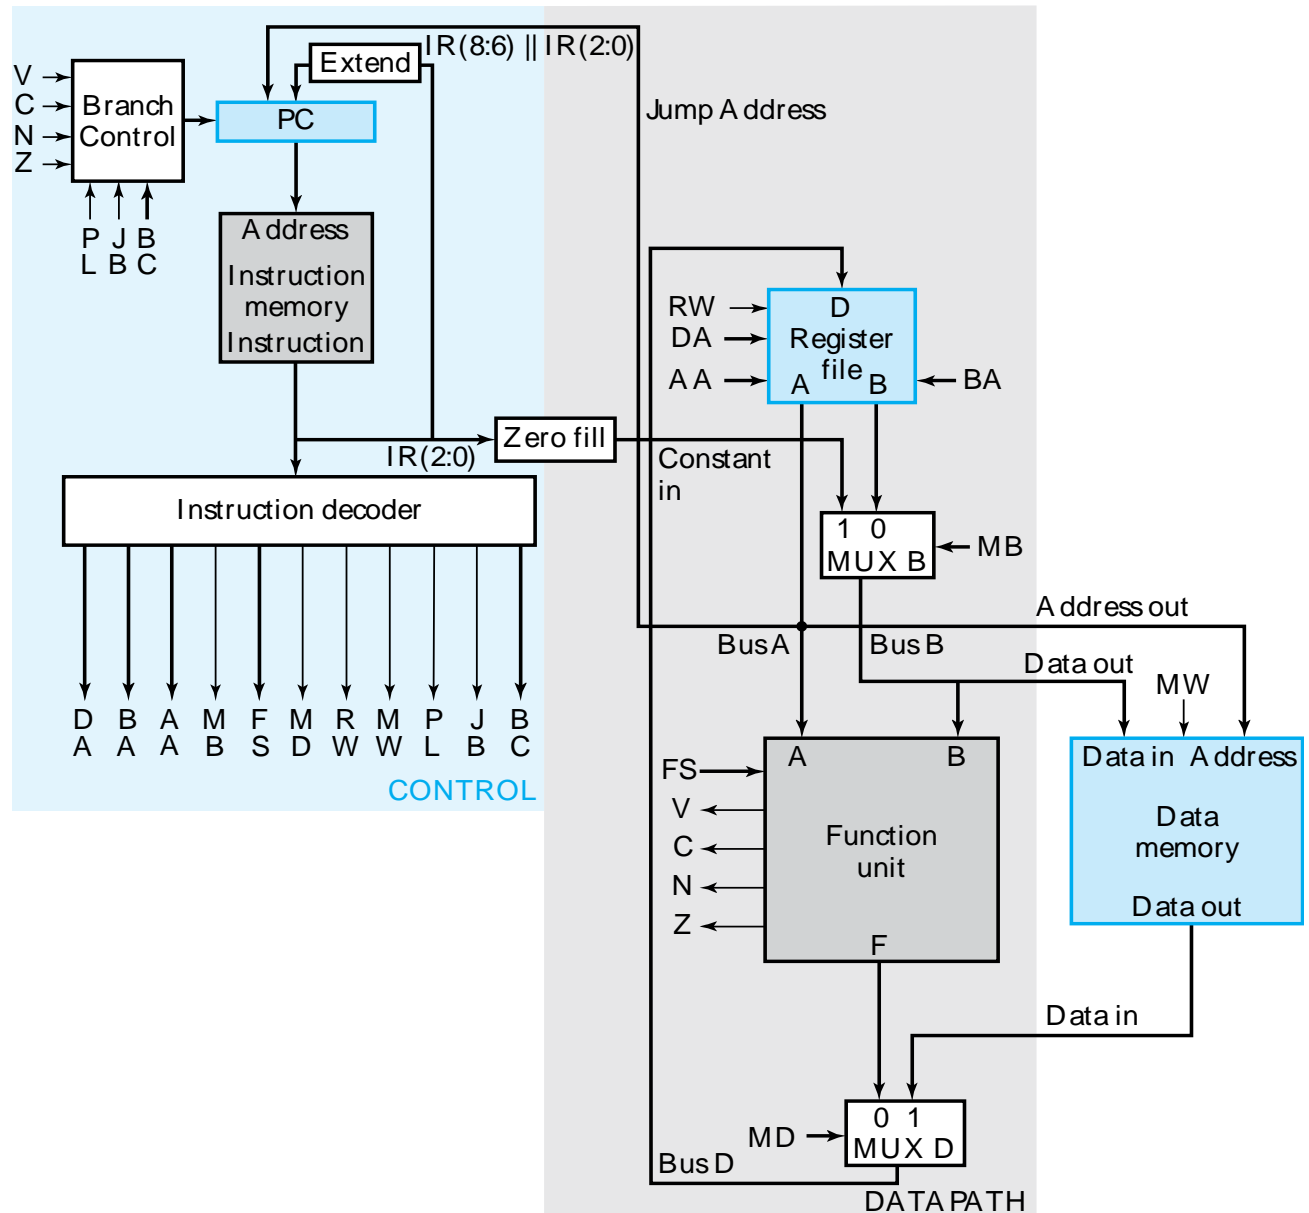 IR(8:6) || IR(2:0)
Extend
V
C
N
Z
Branch
Control
PC
Jump Address
P J B
L B C
Address
Instruction
memory
Instruction
RW
DA
AA
D
Register
file
A B
BA
IR(2:0)
Zero fill
Constant
in
Instruction decoder
1 0
MUX B
MB
Address out
Bus A
Bus B
Data out
MW
D B A M F M R M P J B
A A A B S D W W L B C
CONTROL
FS
V
C
N
Z
A B
Function
unit
F
Data in Address
Data
memory
Data out
Data in
0 1
MUX D
MD
Bus D
DATAPATH